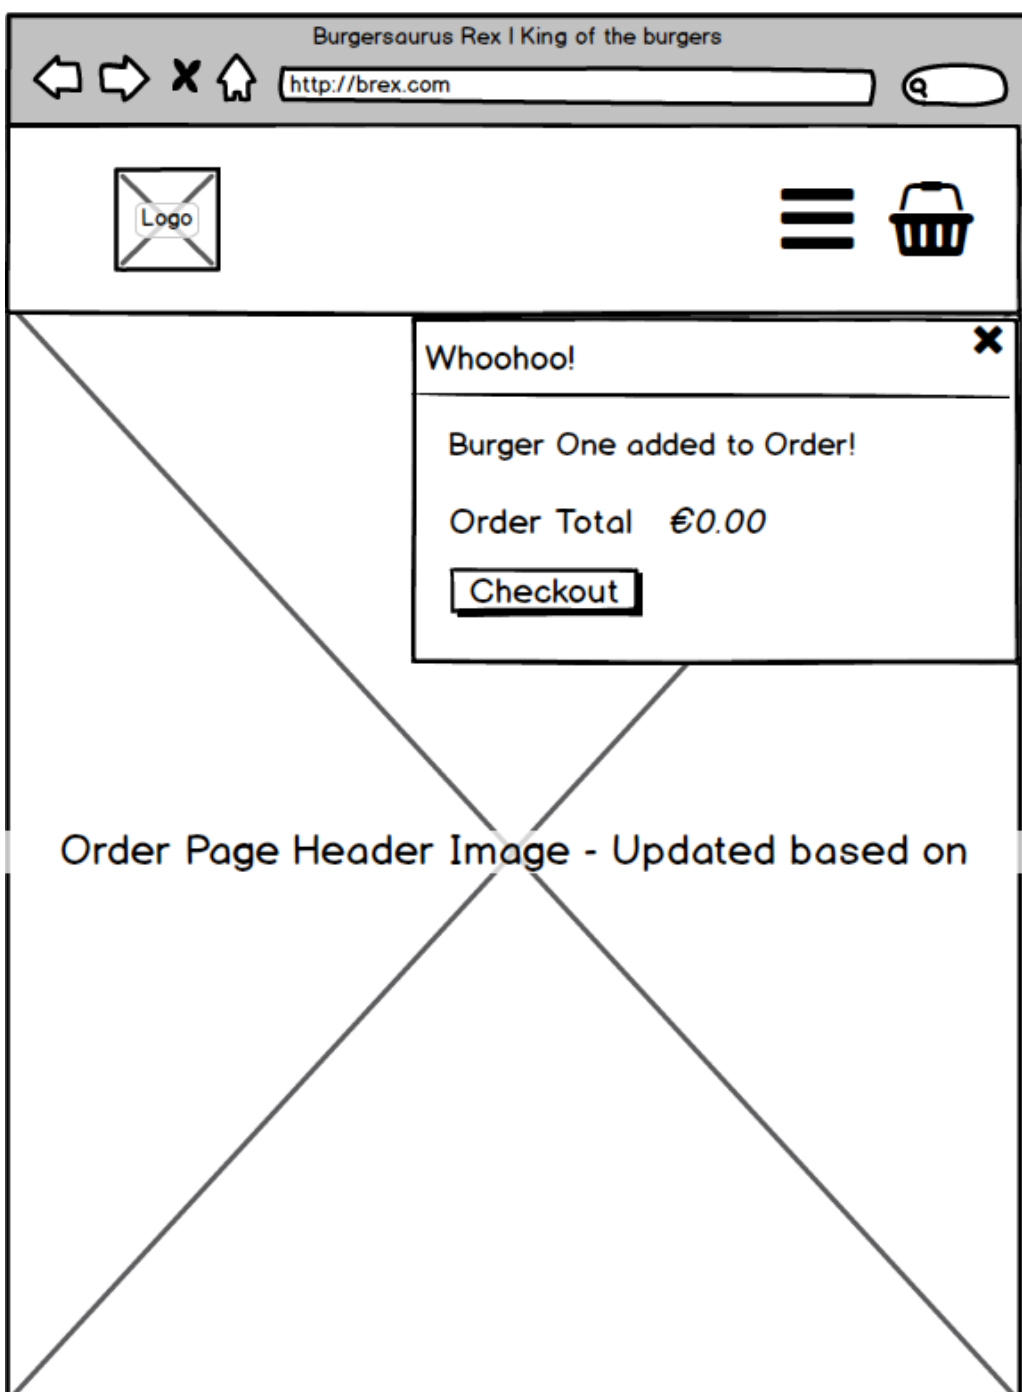 Burgersaurus Rex | King of the burgers
http://brex.com
Logo
Whoohoo!
Burger One added to Order!
Order Total €0.00
Checkout
Order Page Header Image - Updated based on